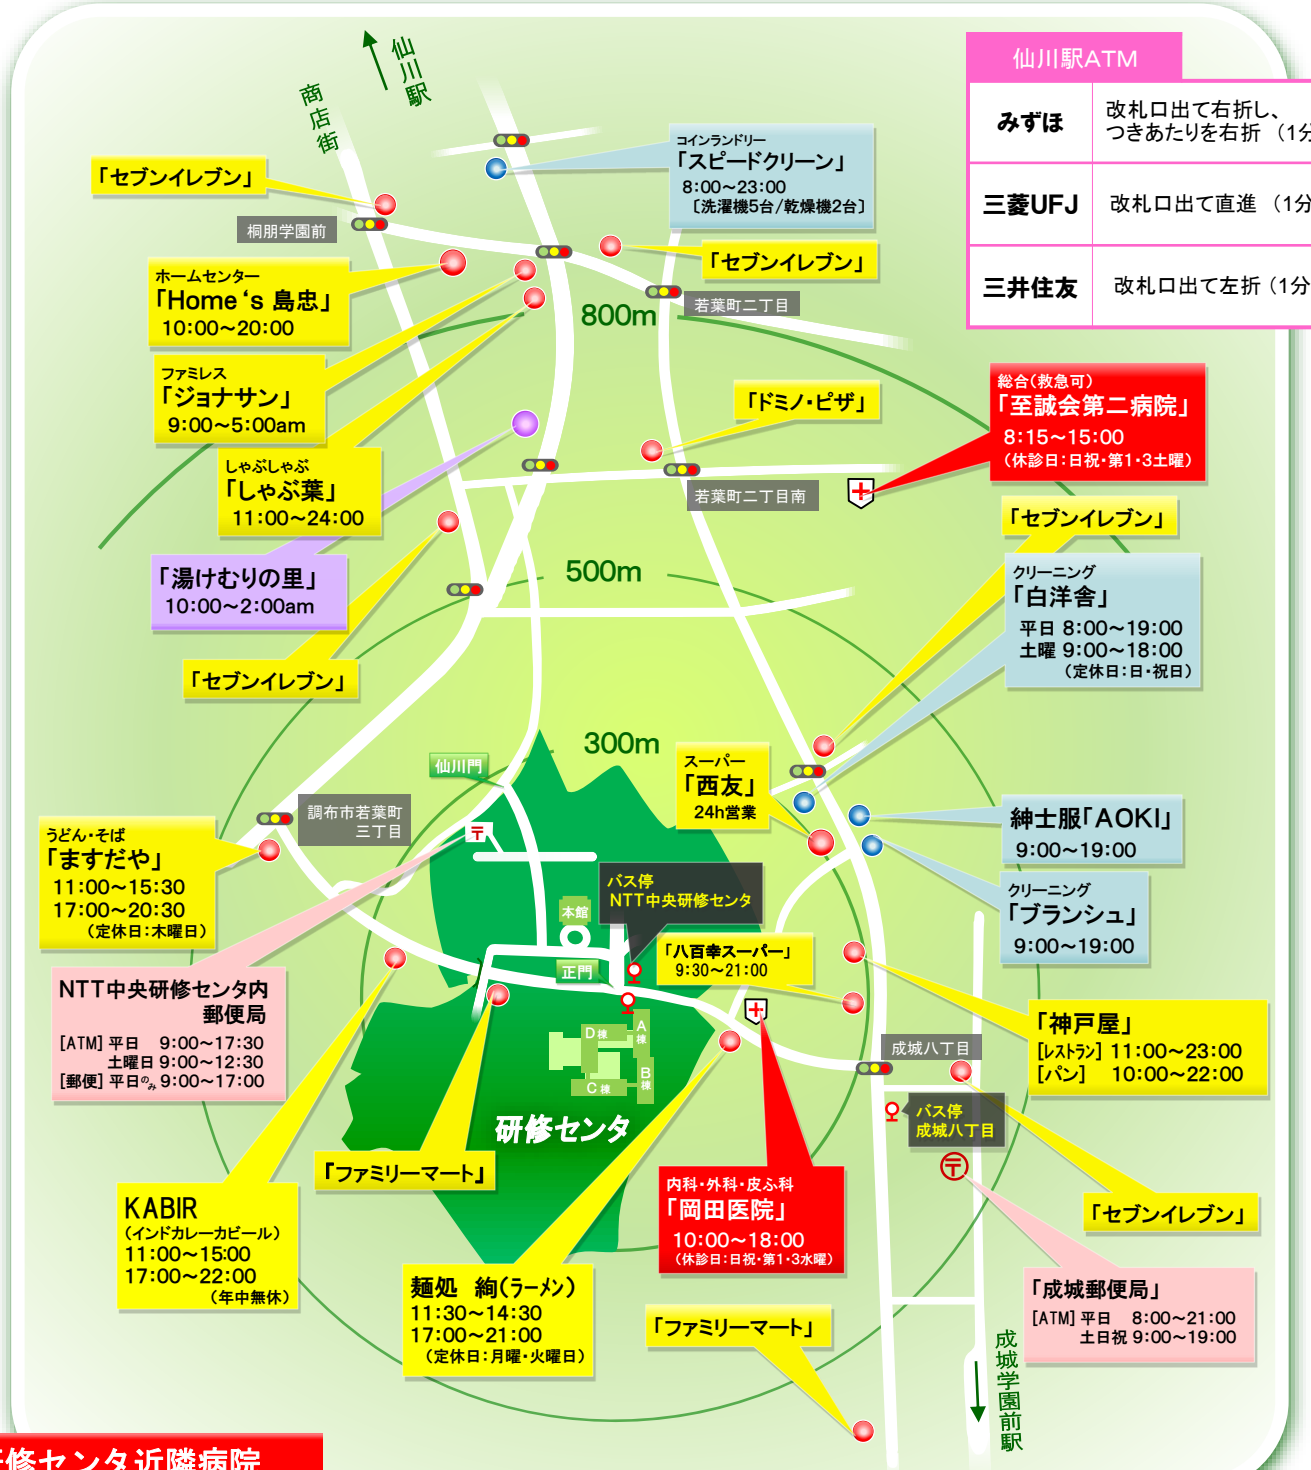 仙川駅
商店街
仙川駅ATM
みずほ
改札口出て右折し、
つきあたりを右折 （1分
三菱UFJ
改札口出て直進 （1分
三井住友
改札口出て左折（1分
コインランドリー
「スピードクリーン」
8:00～23:00
〔洗濯機5台/乾燥機2台〕
「セブンイレブン」
桐朋学園前
「セブンイレブン」
ホームセンター
「Home‘s 島忠」
10:00～20:00
若葉町二丁目
800m
ファミレス
「ジョナサン」
9:00～5:00am
「ドミノ・ピザ」
総合（救急可）
「至誠会第二病院」
8:15～15:00
（休診日：日祝・第1・3土曜）
しゃぶしゃぶ
「しゃぶ葉」
11:00～24:00
若葉町二丁目南
「セブンイレブン」
「湯けむりの里」
10:00～2:00am
500m
クリーニング
「白洋舎」
平日 8:00～19:00
土曜 9:00～18:00
（定休日：日・祝日）
「セブンイレブン」
300m
仙川門
スーパー
「西友」
24h営業
調布市若葉町
三丁目
〒
紳士服「AOKI」
9:00～19:00
うどん・そば
「ますだや」
11:00～15:30
17:00～20:30
（定休日：木曜日）
バス停
NTT中央研修センタ
クリーニング
「ブランシュ」
9:00～19:00
本館
「八百幸スーパー」
9:30～21:00
正門
NTT中央研修センタ内
郵便局
[ATM] 平日 9:00～17:30
土曜日 9:00～12:30
[郵便] 平日のみ 9:00～17:00
「神戸屋」
[レストラン] 11:00～23:00
[パン] 10:00～22:00
A棟
D棟
B棟
C棟
成城八丁目
バス停
成城八丁目
研修センタ
〒
「ファミリーマート」
内科・外科・皮ふ科
「岡田医院」
10:00～18:00
（休診日：日祝・第1・3水曜）
「セブンイレブン」
KABIR
（インドカレーカビール）
11:00～15:00
17:00～22:00
（年中無休）
麺処 絢（ラーメン）
11:30～14:30
17:00～21:00
（定休日：月曜・火曜日）
「成城郵便局」
[ATM] 平日 8:00～21:00
土日祝 9:00～19:00
「ファミリーマート」
成城学園前駅
修センタ近隣病院